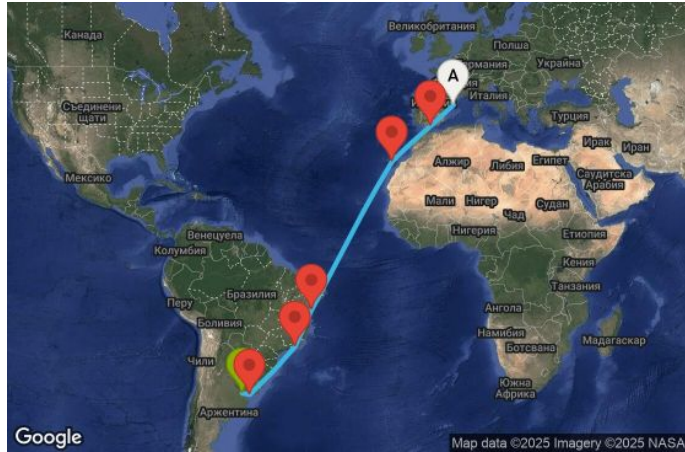 Великобритания
Канада
Полша
A
Украйна
Италия
Съединени
щати
Турция
Ирак
Иран
Алжир
Либия
Египет
Мексико
Саудитска
Арабия
Мали
Нигер
Судан
Чад
Венецуела
Нигерия
Етиопия
Колумбия
Кения
Бразилия
Танзания
Перу
Ангола
Боливия
Намибия
Мадагаскар
Ботсвана
Чили
Южна
Африка
Аржентина
Google
Map data ©2025 Imagery ©2025 NASA